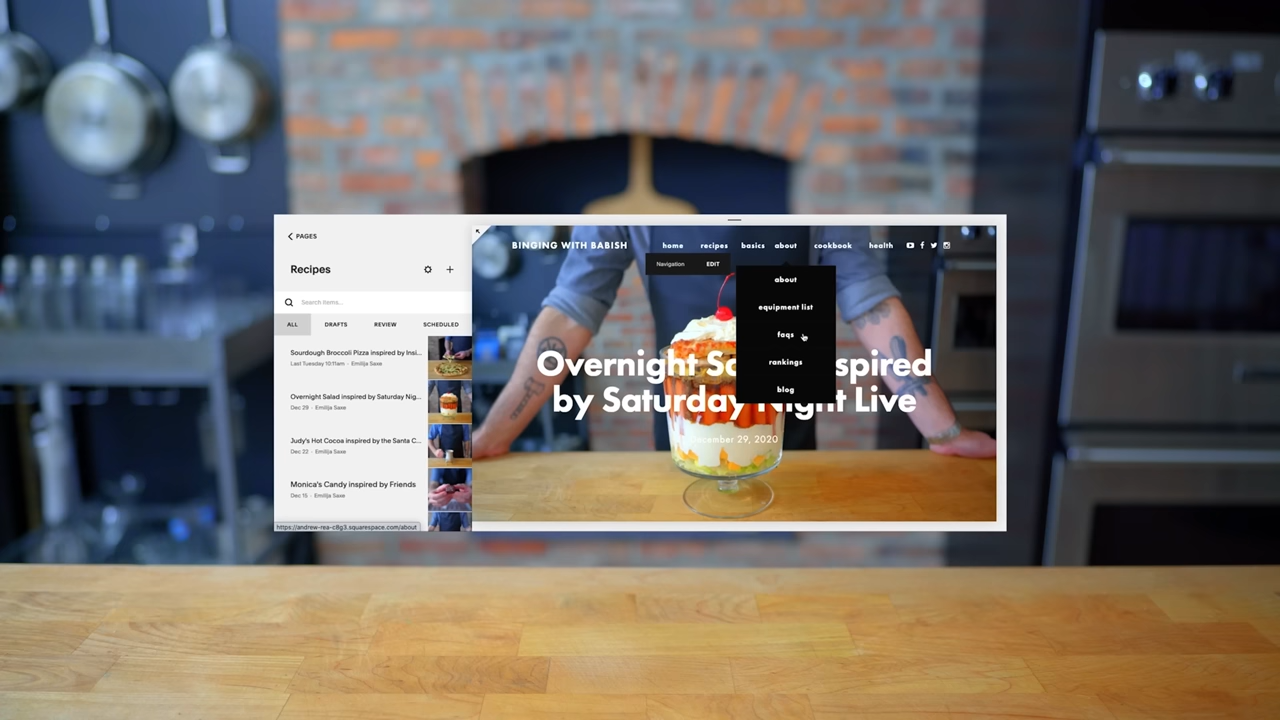 PAGES
Recipes
Search items...
ALL DRAFTS REVIEW SCHEDULED
Sourdough Broccoli Pizza inspired by Insi...
Last Tuesday 10:11am · Emilija Saxe
Overnight Salad inspired by Saturday Nig...
Dec 29 · Emilija Saxe
Judy's Hot Cocoa inspired by the Santa C...
Dec 22 · Emilija Saxe
Monica's Candy inspired by Friends
Dec 15 · Emilija Saxe
https://andrew-rea-c8g3.squarespace.com/about
BINGING WITH BABISH home recipes basics about cookbook health
Navigation EDIT
about
equipment list
faqs
rankings
blog
Overnight Sa spired
by Saturday Night Live
December 29, 2020